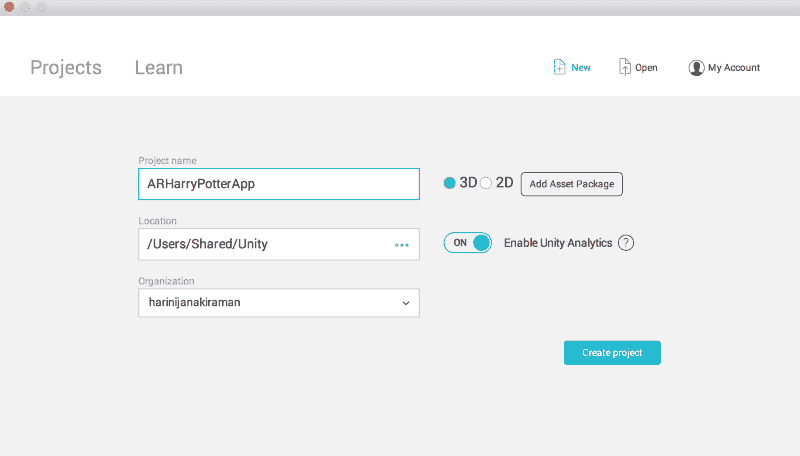 Projects Learn New Open My Account
Project name
ARHarryPotterApp
3D 2D Add Asset Package
Location
/Users/Shared/Unity
ON Enable Unity Analytics ?
Organization
harinijanakiraman
Create project